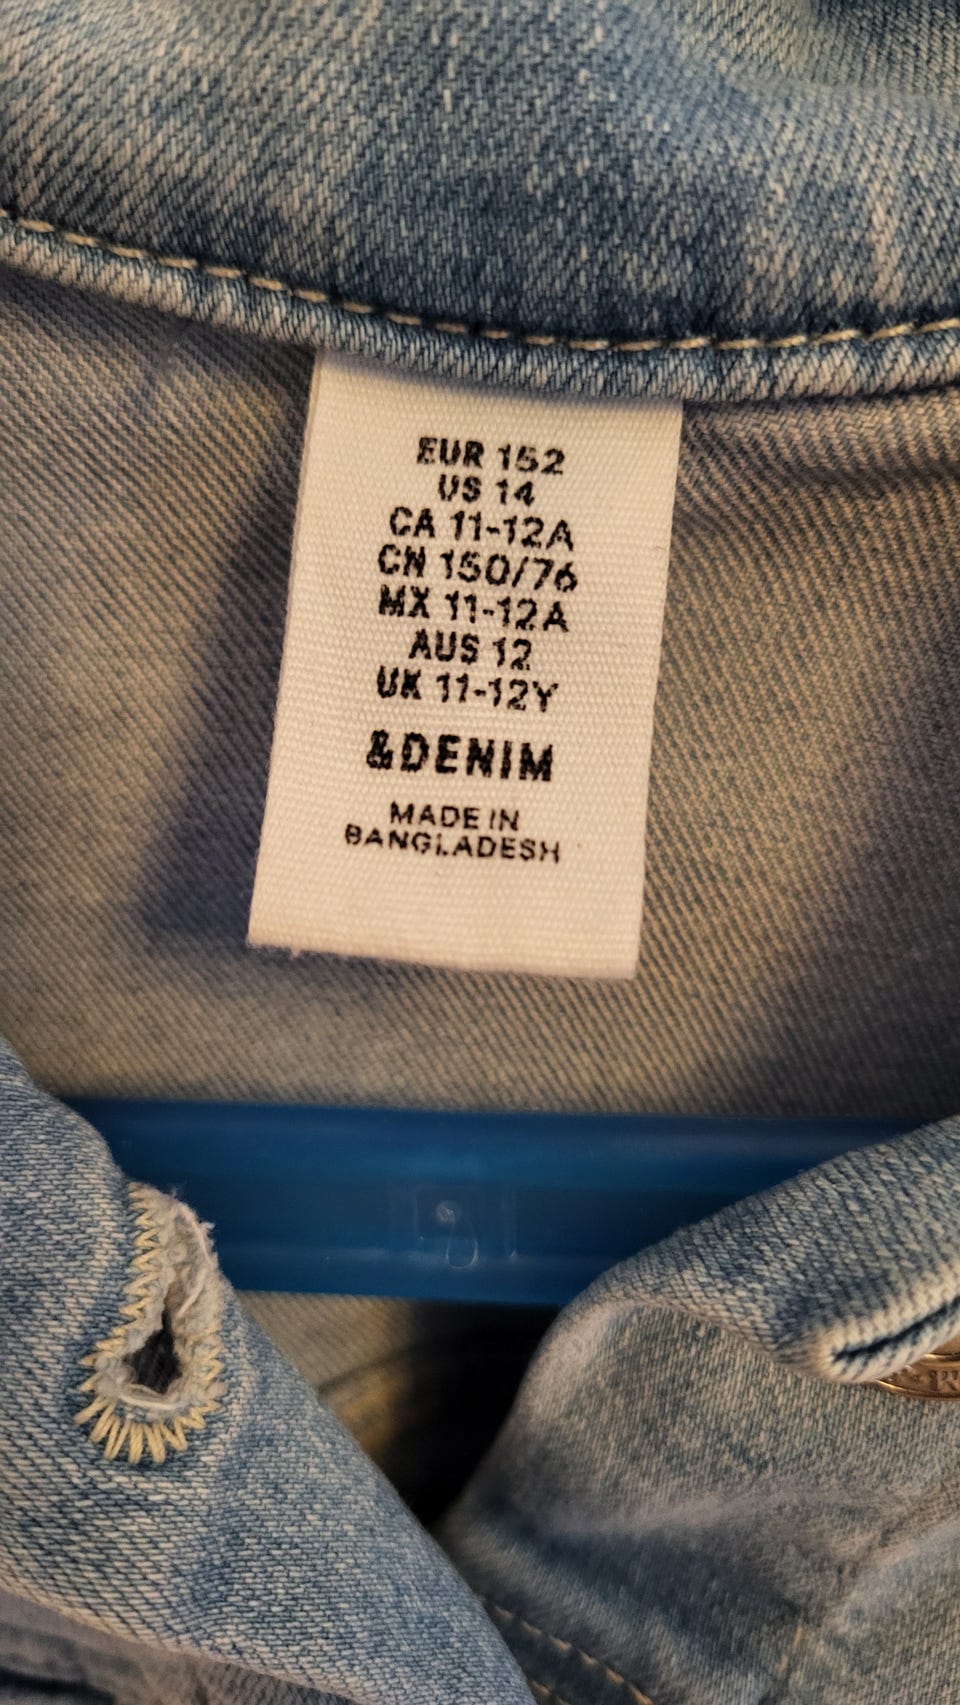 EUR 152
US 14
CA 11-12A
CN 150/76
MX 11-12A
AUS 12
UK 11-12Y
&DENIM
MADE IN
BANGLADESH